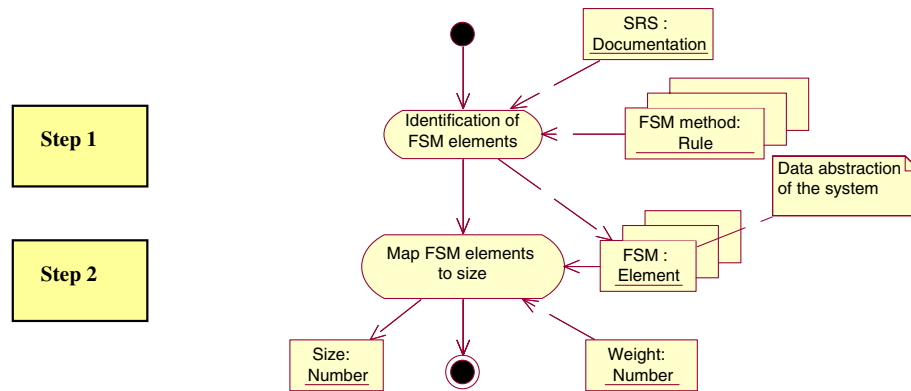 SRS :
Documentation
Step 1
Identification of
FSM elements
FSM method:
Rule
Data abstraction
of the system
Step 2
Map FSM elements
to size
FSM :
Element
Size:
Number
Weight:
Number